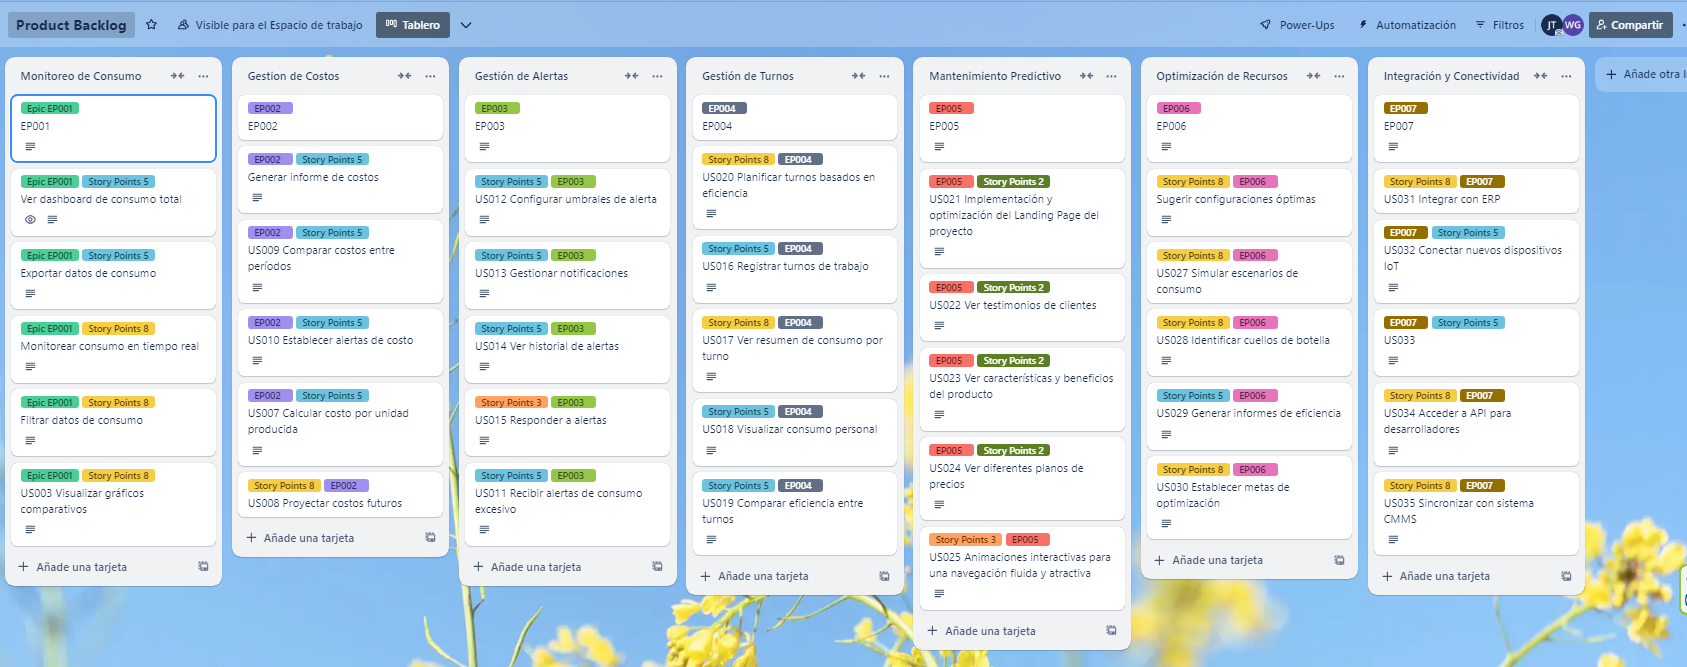 Product Backlog
Visible para el Espacio de trabajo
Tablero
Power-Ups
Automatización
Filtros
JT
WG
Compartir
Monitoreo de Consumo
Epic EP001
EP001
Epic EP001 Story Points 5
Ver dashboard de consumo total
Epic EP001 Story Points 5
Exportar datos de consumo
Epic EP001 Story Points 8
Monitorear consumo en tiempo real
Epic EP001 Story Points 8
Filtrar datos de consumo
Epic EP001 Story Points 8
US003 Visualizar gráficos
comparativos
Añade una tarjeta
Gestion de Costos
EP002
EP002
EP002 Story Points 5
Generar informe de costos
EP002 Story Points 5
US009 Comparar costos entre
períodos
EP002 Story Points 5
US010 Establecer alertas de costo
EP002 Story Points 5
US007 Calcular costo por unidad
producida
Story Points 8 EP002
US008 Proyectar costos futuros
Añade una tarjeta
Gestión de Alertas
EP003
EP003
Story Points 5 EP003
US012 Configurar umbrales de alerta
Story Points 5 EP003
US013 Gestionar notificaciones
Story Points 5 EP003
US014 Ver historial de alertas
Story Points 3 EP003
US015 Responder a alertas
Story Points 5 EP003
US011 Recibir alertas de consumo
excesivo
Añade una tarjeta
Gestión de Turnos
EP004
EP004
Story Points 8 EP004
US020 Planificar turnos basados en
eficiencia
Story Points 5 EP004
US016 Registrar turnos de trabajo
Story Points 8 EP004
US017 Ver resumen de consumo por
turno
Story Points 5 EP004
US018 Visualizar consumo personal
Story Points 5 EP004
US019 Comparar eficiencia entre
turnos
Añade una tarjeta
Mantenimiento Predictivo
EP005
EP005
EP005 Story Points 2
US021 Implementación y
optimización del Landing Page del
proyecto
EP005 Story Points 2
US022 Ver testimonios de clientes
EP005 Story Points 2
US023 Ver características y beneficios
del producto
EP005 Story Points 2
US024 Ver diferentes planos de
precios
Story Points 3 EP005
US025 Animaciones interactivas para
una navegación fluida y atractiva
Añade una tarjeta
Optimización de Recursos
EP006
EP006
Story Points 8 EP006
Sugerir configuraciones óptimas
Story Points 8 EP006
US027 Simular escenarios de
consumo
Story Points 8 EP006
US028 Identificar cuellos de botella
Story Points 5 EP006
US029 Generar informes de eficiencia
Story Points 8 EP006
US030 Establecer metas de
optimización
Añade una tarjeta
Integración y Conectividad
EP007
EP007
Story Points 8 EP007
US031 Integrar con ERP
EP007 Story Points 5
US032 Conectar nuevos dispositivos
IoT
EP007 Story Points 5
US033
Story Points 8 EP007
US034 Acceder a API para
desarrolladores
Story Points 8 EP007
US035 Sincronizar con sistema
CMMS
Añade una tarjeta
Añade otra l